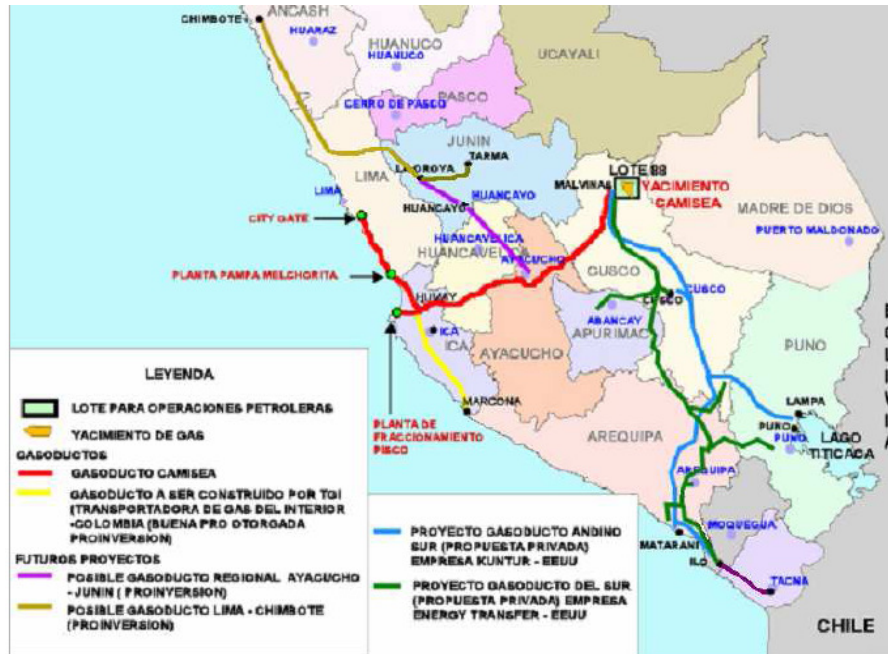 ANCASH
CHIMBOTE
HUARAZ
HUANUCO
HUANUCO
UCAYALI
PASCO
CERRO DE PASCO
JUNIN
TARMA
LA OROYA
LIMA
LIMA
LOTE 88
MALVINAS
YACIMIENTO
CAMISEA
MADRE DE DIOS
PUERTO MALDONADO
HUANCAYO
HUANCAYO
CITY GATE
HUANCAVELICA
HUANCAVELICA
AYACUCHO
PLANTA PAMPA MELCHORITA
CUSCO
CUSCO
CUSCO
HUMAY
ABANCAY
APURIMAC
ICA
ICA
AYACUCHO
PUNO
MARCONA
LAMPA
PUNO
PUNO
LAGO
TITICACA
PLANTA DE
FRACCIONAMIENTO
PISCO
AREQUIPA
AREQUIPA
MOQUEGUA
MATARANI
ILO
TACNA
CHILE
LEYENDA
LOTE PARA OPERACIONES PETROLERAS
YACIMIENTO DE GAS
GASODUCTOS
GASODUCTO CAMISEA
GASODUCTO A SER CONSTRUIDO POR TGI
(TRANSPORTADORA DE GAS DEL INTERIOR
-COLOMBIA (BUENA PRO OTORGADA
PROINVERSION)
FUTUROS PROYECTOS
POSIBLE GASODUCTO REGIONAL AYACUCHO
- JUNIN ( PROINVERSION)
POSIBLE GASODUCTO LIMA - CHIMBOTE
(PROINVERSION)
PROYECTO GASODUCTO ANDINO
SUR (PROPUESTA PRIVADA)
EMPRESA KUNTUR - EEUU
PROYECTO GASODUCTO DEL SUR
(PROPUESTA PRIVADA) EMPRESA
ENERGY TRANSFER - EEUU